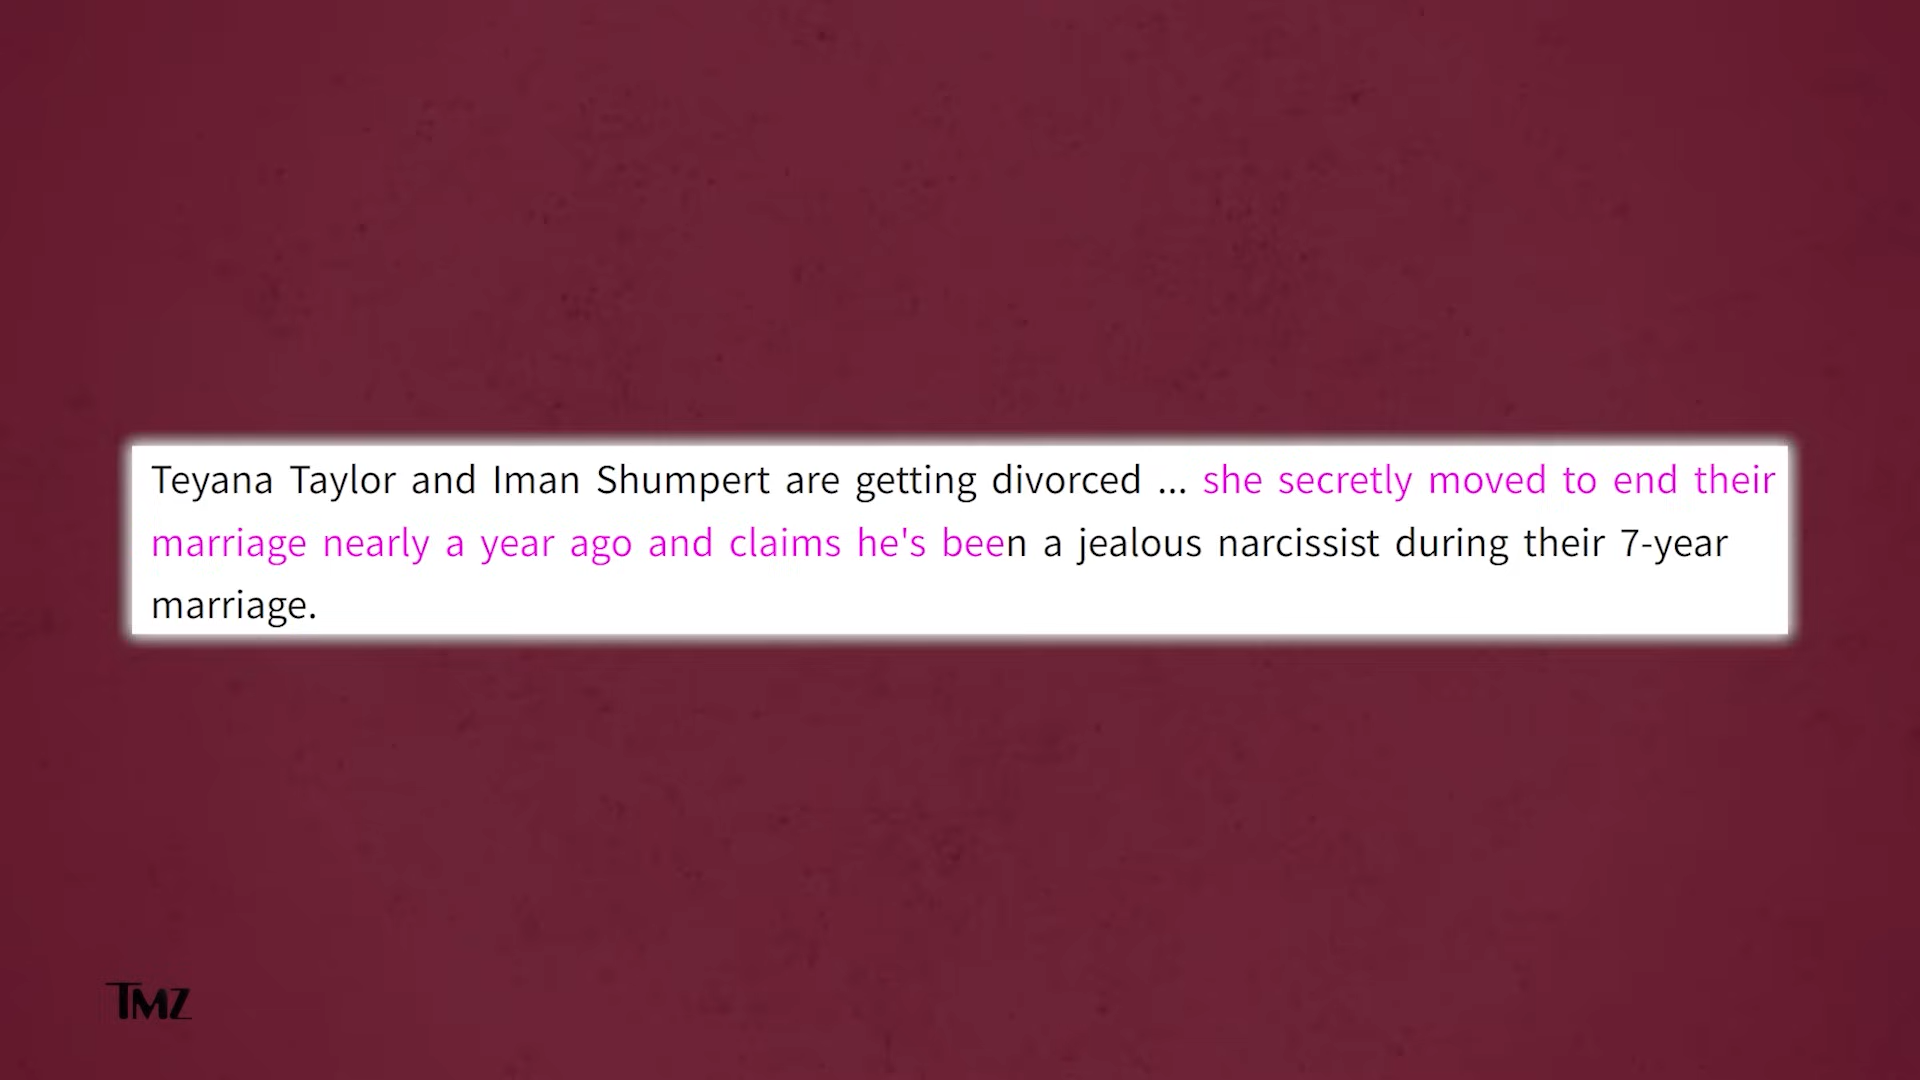 Teyana Taylor and Iman Shumpert are getting divorced ... she secretly moved to end their
marriage nearly a year ago and claims he's been a jealous narcissist during their 7-year
marriage.
TMZ